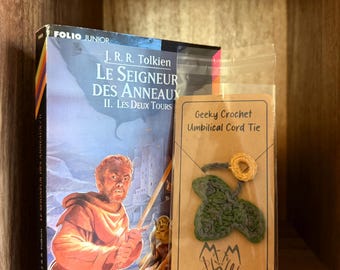 FOLIO JUNIOR
J. R. R. Tolkien
LE SEIGNEUR
DES ANNEAUX
II. LES DEUX TOURS
Geeky Crochet
Umbilical Cord Tie